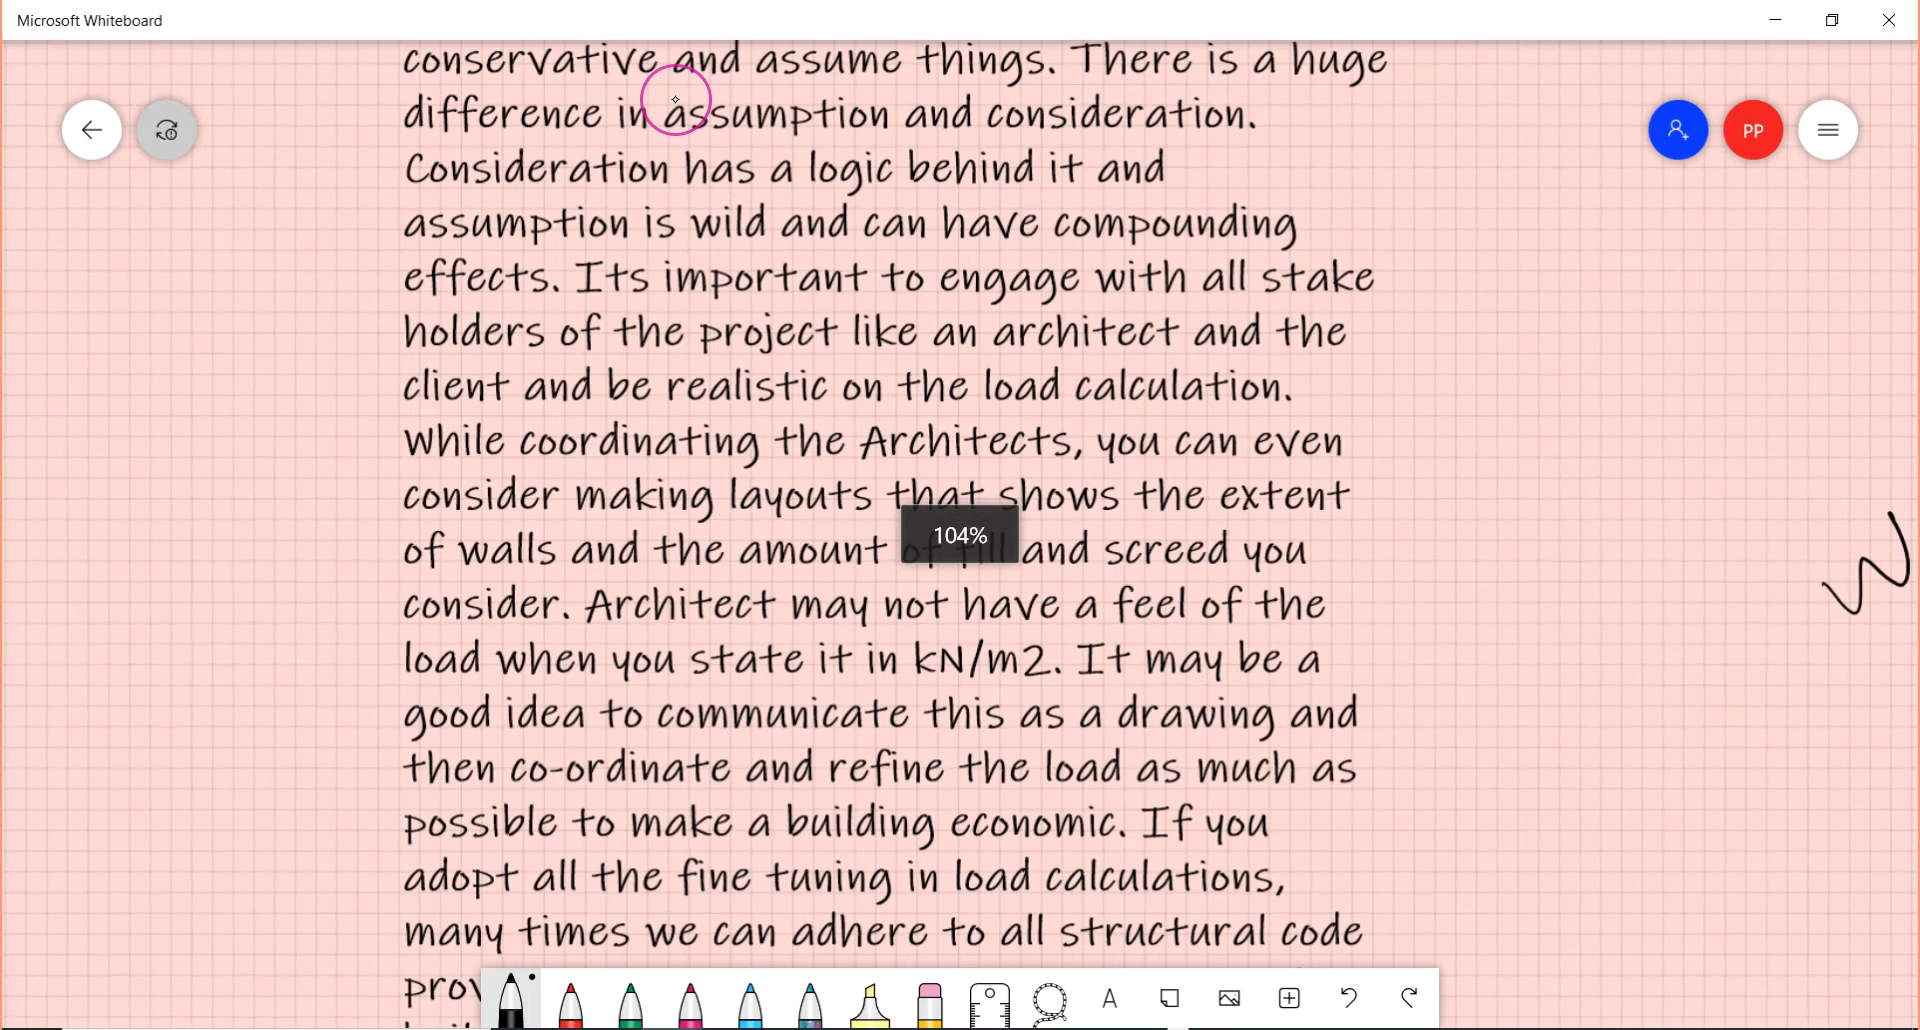 Microsoft Whiteboard
conservative and assume things. There is a huge
difference in assumption and consideration.
Consideration has a logic behind it and
assumption is wild and can have compounding
effects. Its important to engage with all stake
holders of the project like an architect and the
client and be realistic on the load calculation.
While coordinating the Architects, you can even
consider making layouts that shows the extent
of walls and the amount of fill and screed you
104%
consider. Architect may not have a feel of the
load when you state it in kN/m2. It may be a
good idea to communicate this as a drawing and
then co-ordinate and refine the load as much as
possible to make a building economic. If you
adopt all the fine tuning in load calculations,
many times we can adhere to all structural code
PP
W
A